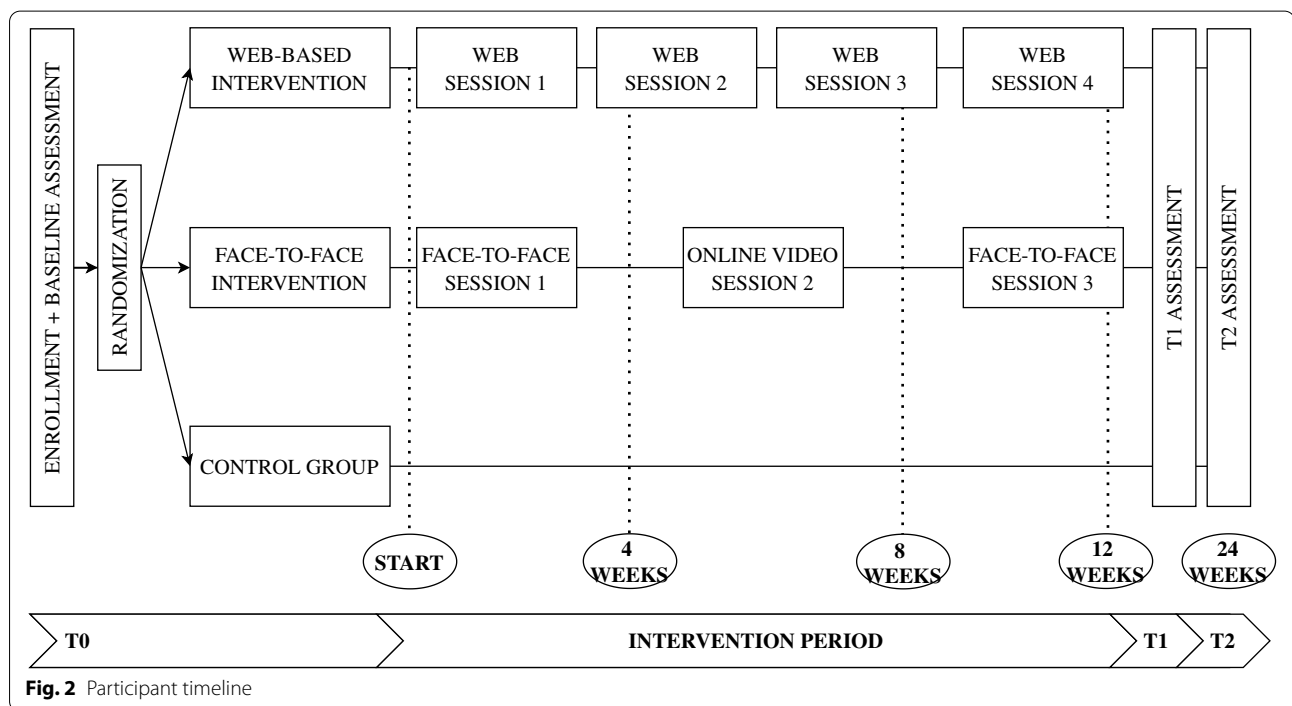 ENROLLMENT + BASELINE ASSESSMENT
RANDOMIZATION
WEB-BASED
INTERVENTION
WEB
SESSION 1
WEB
SESSION 2
WEB
SESSION 3
WEB
SESSION 4
FACE-TO-FACE
INTERVENTION
FACE-TO-FACE
SESSION 1
ONLINE VIDEO
SESSION 2
FACE-TO-FACE
SESSION 3
CONTROL GROUP
T1 ASSESSMENT
T2 ASSESSMENT
START
4
WEEKS
8
WEEKS
12
WEEKS
24
WEEKS
T0
INTERVENTION PERIOD
T1
T2
Fig. 2 Participant timeline